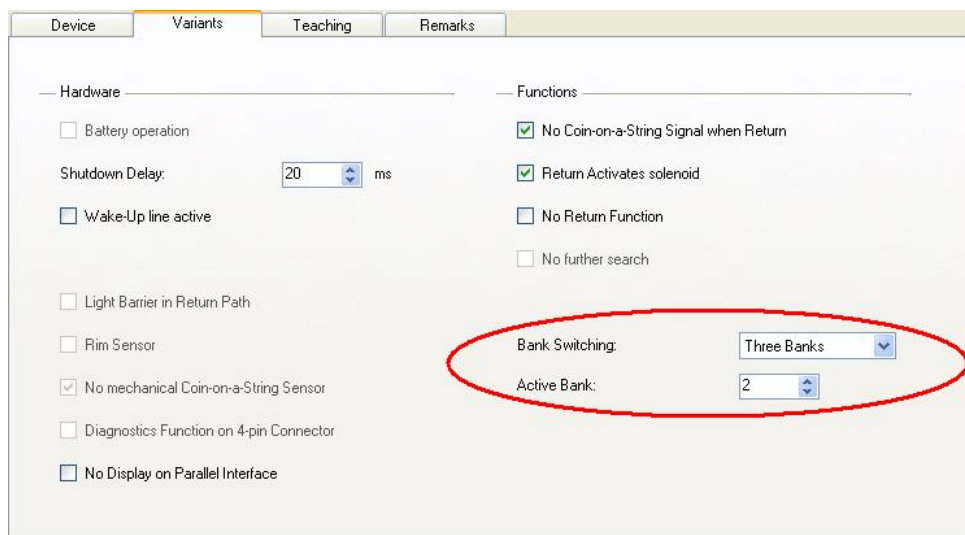 Device
Variants
Teaching
Remarks
Hardware
Battery operation
Shutdown Delay: 20 ms
Wake-Up line active
Light Barrier in Return Path
Rim Sensor
No mechanical Coin-on-a-String Sensor
Diagnostics Function on 4-pin Connector
No Display on Parallel Interface
Functions
No Coin-on-a-String Signal when Return
Return Activates solenoid
No Return Function
No further search
Bank Switching: Three Banks
Active Bank: 2